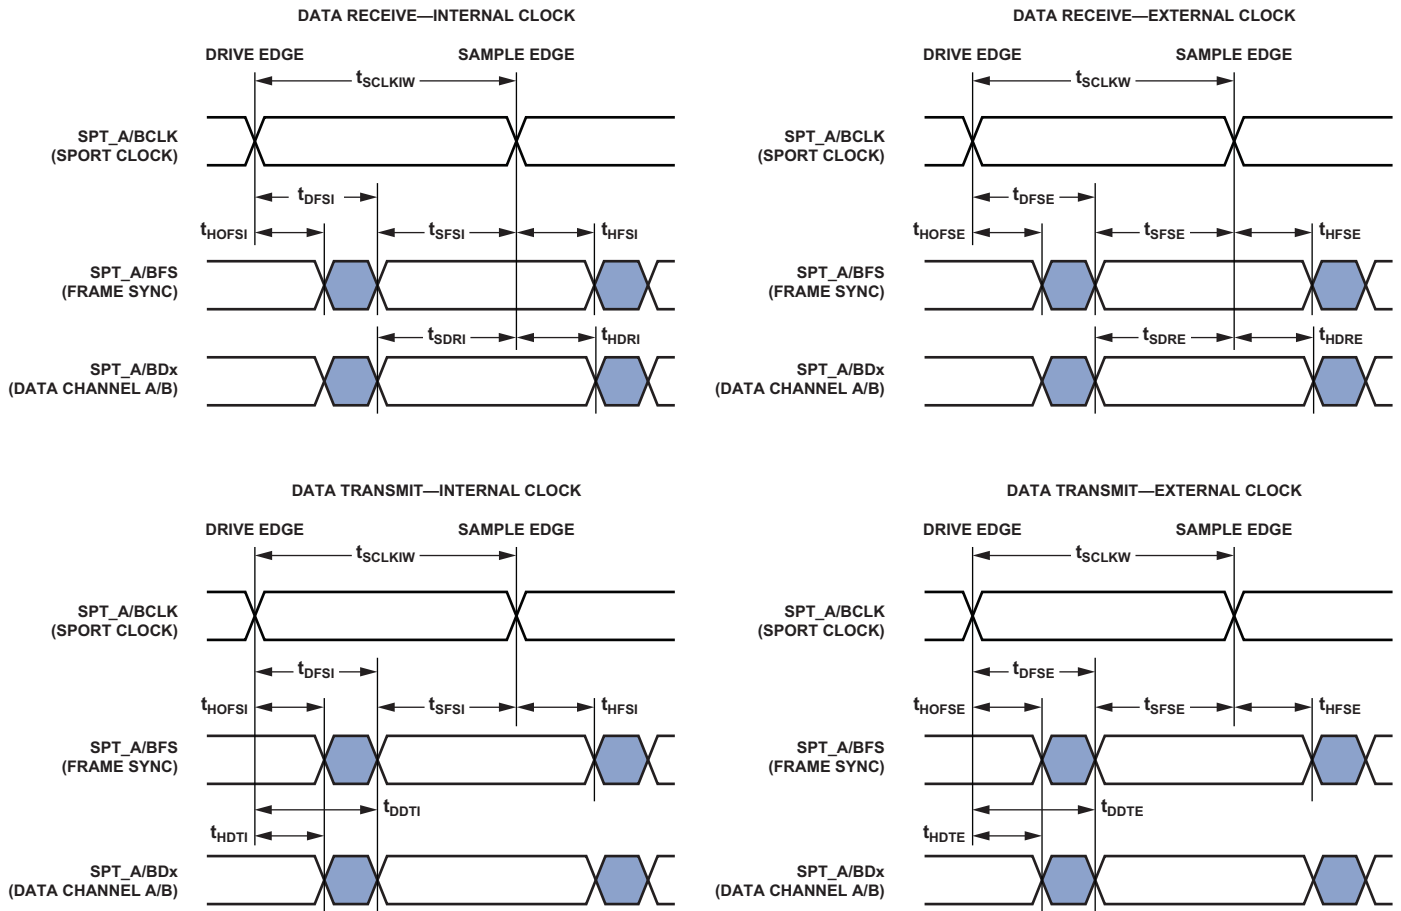 DATA RECEIVE—INTERNAL CLOCK
DRIVE EDGE
SAMPLE EDGE
tSCLKIW
SPT_A/BCLK
(SPORT CLOCK)
tDFSI
tHOFSI
tSFSI
tHFSI
SPT_A/BFS
(FRAME SYNC)
tSDRI
tHDRI
SPT_A/BDx
(DATA CHANNEL A/B)
DATA RECEIVE—EXTERNAL CLOCK
DRIVE EDGE
SAMPLE EDGE
tSCLKW
SPT_A/BCLK
(SPORT CLOCK)
tDFSE
tHOFSE
tSFSE
tHFSE
SPT_A/BFS
(FRAME SYNC)
tSDRE
tHDRE
SPT_A/BDx
(DATA CHANNEL A/B)
DATA TRANSMIT—INTERNAL CLOCK
DRIVE EDGE
SAMPLE EDGE
tSCLKIW
SPT_A/BCLK
(SPORT CLOCK)
tDFSI
tHOFSI
tSFSI
tHFSI
SPT_A/BFS
(FRAME SYNC)
tDDTI
tHDTI
SPT_A/BDx
(DATA CHANNEL A/B)
DATA TRANSMIT—EXTERNAL CLOCK
DRIVE EDGE
SAMPLE EDGE
tSCLKW
SPT_A/BCLK
(SPORT CLOCK)
tDFSE
tHOFSE
tSFSE
tHFSE
SPT_A/BFS
(FRAME SYNC)
tDDTE
tHDTE
SPT_A/BDx
(DATA CHANNEL A/B)